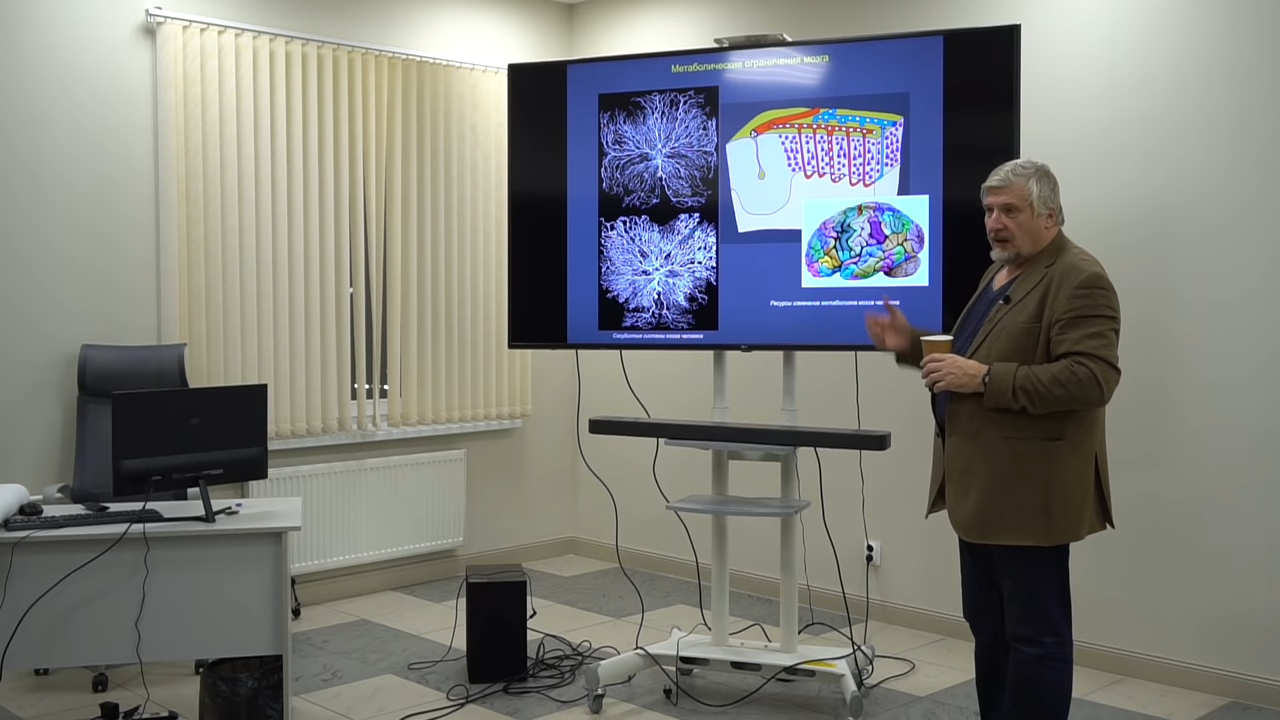 Метаболические ограничения мозга
Сосудистые системы мозга человека
Ресурсы изменения метаболизма мозга человека